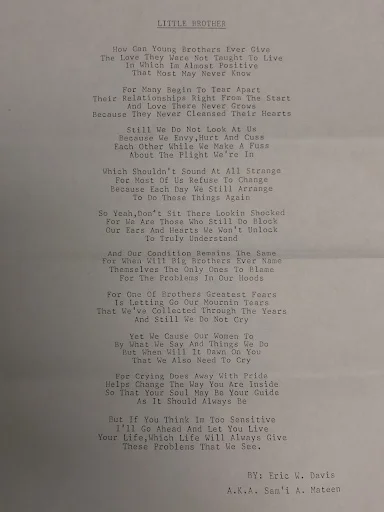 LITTLE BROTHER
How Can Young Brothers Ever Give
The Love They Were Not Taught To Live
In Which Im Almost Positive
That Most May Never Know
For Many Begin To Tear Apart
Their Relationships Right From The Start
And Love There Never Grows
Because They Never Cleansed Their Hearts
Still We Do Not Look At Us
Because We Envy,Hurt And Cuss
Each Other While We Make A Fuss
About The Plight We're In
Which Shouldn't Sound At All Strange
For Most Of Us Refuse To Change
Because Each Day We Still Arrange
To Do These Things Again
So Yeah,Don't Sit There Lookin Shocked
For We Are Those Who Still Do Block
Our Ears And Hearts We Won't Unlock
To Truly Understand
And Our Condition Remains The Same
For When Will Big Brothers Ever Name
Themselves The Only Ones To Blame
For The Problems In Our Hoods
For One Of Brothers Greatest Fears
Is Letting Go Our Mournin Tears
That We've Collected Through The Years
And Still We Do Not Cry
Yet We Cause Our Women To
By What We Say And Things We Do
But When Will It Dawn On You
That We Also Need To Cry
For Crying Does Away With Pride
Helps Change The Way You Are Inside
So That Your Soul May Be Your Guide
As It Should Always Be
But If You Think Im Too Sensitive
I'll Go Ahead And Let You Live
Your Life,Which Life Will Always Give
These Problems That We See.
BY: Eric W. Davis
A.K.A. Sam'i A. Mateen